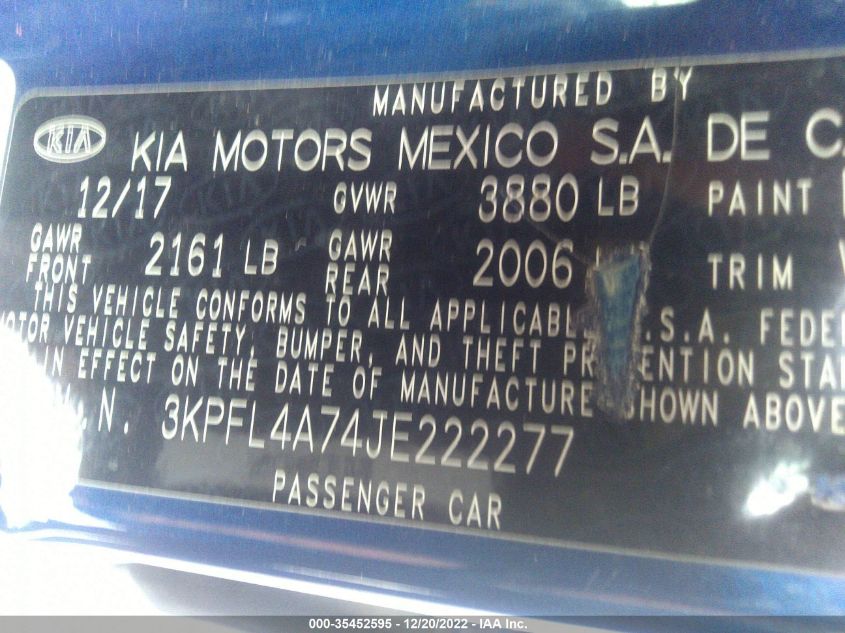 MANUFACTURED BY
KIA KIA MOTORS MEXICO S.A. DE C.
12/17 GVWR 3880 LB PAINT
GAWR FRONT 2161 LB GAWR REAR 2006 TRIM
THIS VEHICLE CONFORMS TO ALL APPLICABL .S.A. FEDE
MOTOR VEHICLE SAFETY, BUMPER, AND THEFT PR ENTION STA
IN EFFECT ON THE DATE OF MANUFACTURE SHOWN ABOVE
.N. 3KPFL4A74JE222277
PASSENGER CAR
000-35452595 - 12/20/2022 - IAA Inc.